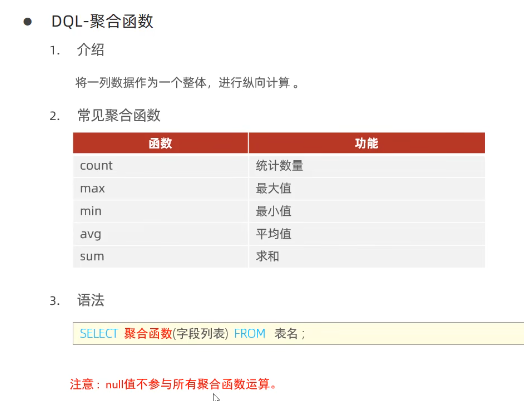 ● DQL-聚合函数
1. 介绍
将一列数据作为一个整体，进行纵向计算 。
2. 常见聚合函数
函数 功能
count 统计数量
max 最大值
min 最小值
avg 平均值
sum 求和
3. 语法
SELECT 聚合函数(字段列表) FROM 表名 ;
注意 : null值不参与所有聚合函数运算。